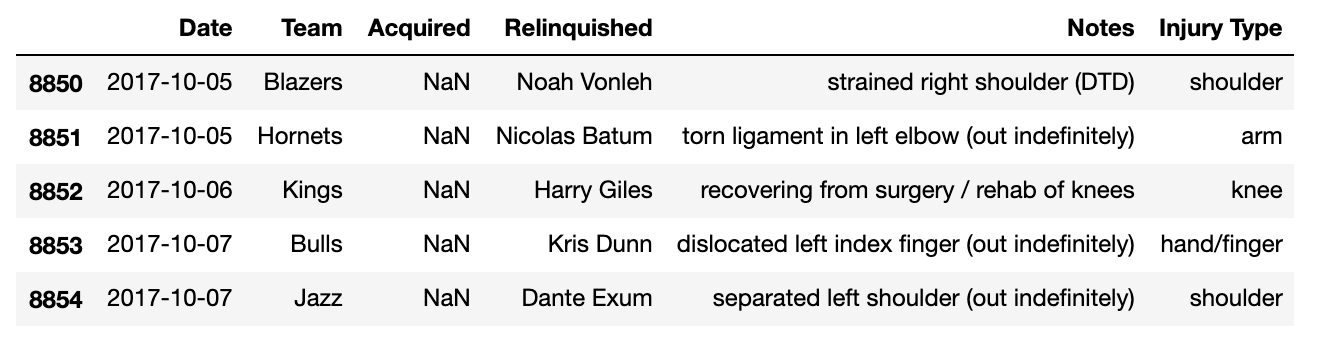 Date Team Acquired Relinquished Notes Injury Type
8850 2017-10-05 Blazers NaN Noah Vonleh strained right shoulder (DTD) shoulder
8851 2017-10-05 Hornets NaN Nicolas Batum torn ligament in left elbow (out indefinitely) arm
8852 2017-10-06 Kings NaN Harry Giles recovering from surgery / rehab of knees knee
8853 2017-10-07 Bulls NaN Kris Dunn dislocated left index finger (out indefinitely) hand/finger
8854 2017-10-07 Jazz NaN Dante Exum separated left shoulder (out indefinitely) shoulder